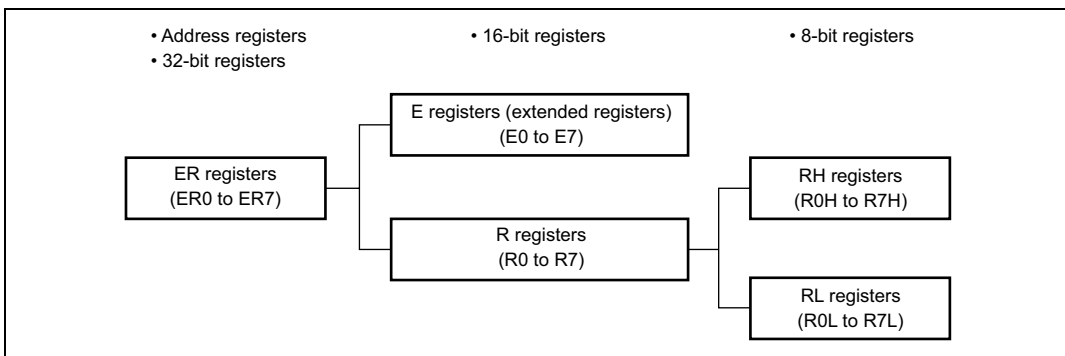 • Address registers
• 32-bit registers
• 16-bit registers
• 8-bit registers
E registers (extended registers)
(E0 to E7)
ER registers
(ER0 to ER7)
RH registers
(R0H to R7H)
R registers
(R0 to R7)
RL registers
(R0L to R7L)